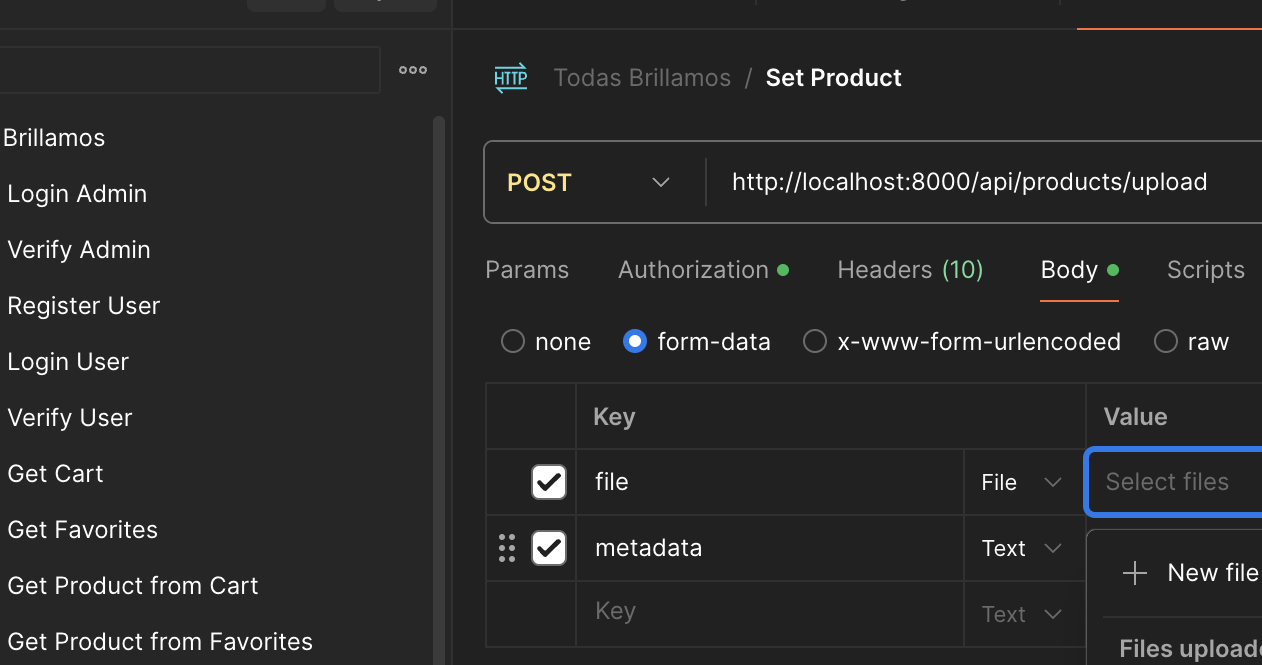 HTTP Todas Brillamos / Set Product
Brillamos
Login Admin
Verify Admin
Register User
Login User
Verify User
Get Cart
Get Favorites
Get Product from Cart
Get Product from Favorites
POST http://localhost:8000/api/products/upload
Params Authorization Headers (10) Body Scripts
none form-data x-www-form-urlencoded raw
Key Value
file File Select files
metadata Text
Key Text
New file
Files uploade